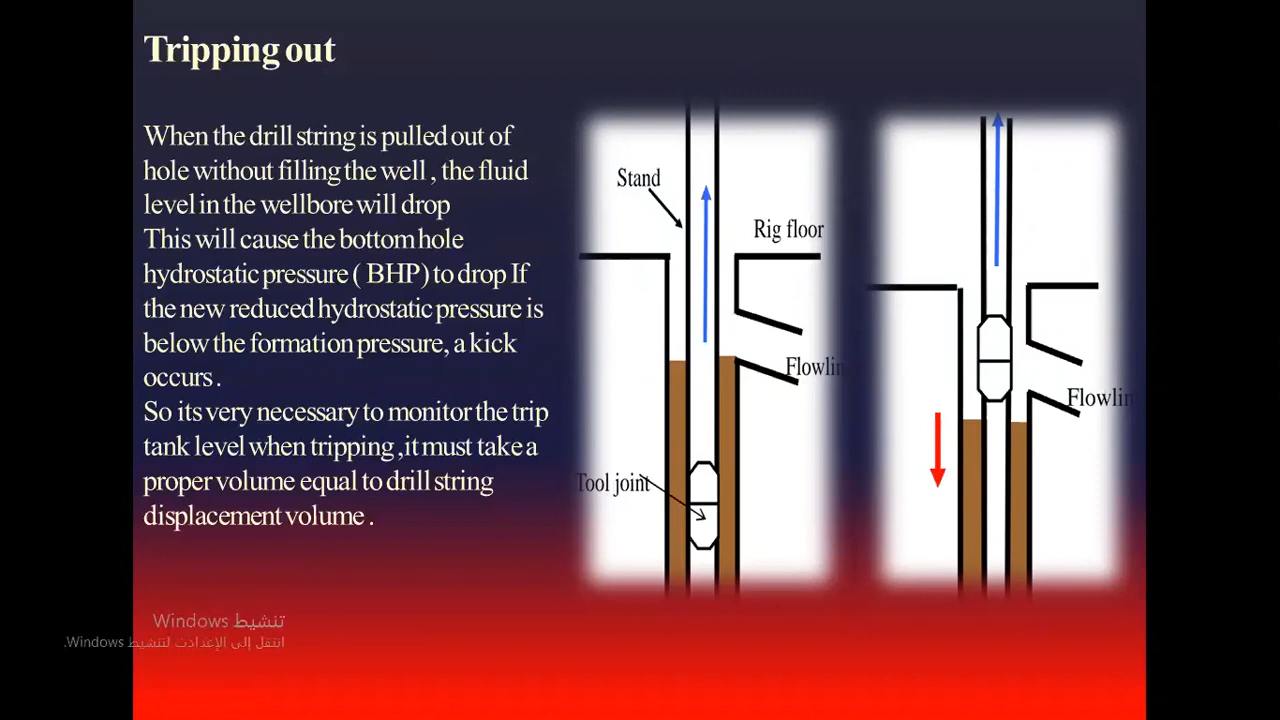 Tripping out
When the drill string is pulled out of
hole without filling the well , the fluid
level in the wellbore will drop
This will cause the bottom hole
hydrostatic pressure ( BHP) to drop If
the new reduced hydrostatic pressure is
below the formation pressure, a kick
occurs .
So its very necessary to monitor the trip
tank level when tripping ,it must take a
proper volume equal to drill string
displacement volume .
Stand
Rig floor
Flowlin
Tool joint
Flowlin
تنشيط Windows
انتقل إلى الإعدادت لتنشيط Windows.